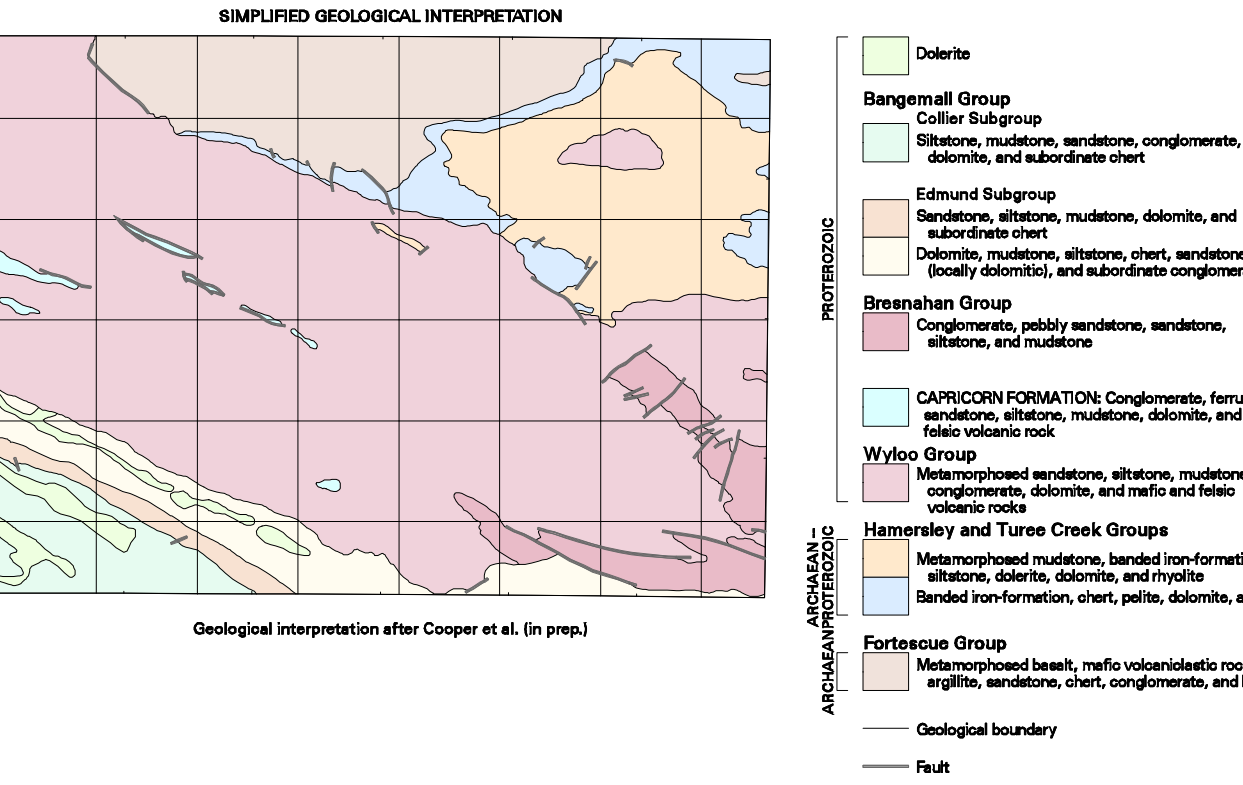 SIMPLIFIED GEOLOGICAL INTERPRETATION
Geological interpretation after Cooper et al. (in prep.)
PROTEROZOIC
Dolerite
Bangemall Group
Collier Subgroup
Siltstone, mudstone, sandstone, conglomerate,
dolomite, and subordinate chert
Edmund Subgroup
Sandstone, siltstone, mudstone, dolomite, and
subordinate chert
Dolomite, mudstone, siltstone, chert, sandstone
(locally dolomitic), and subordinate conglomer
Bresnahan Group
Conglomerate, pebbly sandstone, sandstone,
siltstone, and mudstone
CAPRICORN FORMATION: Conglomerate, ferru
sandstone, siltstone, mudstone, dolomite, and
felsic volcanic rock
Wyloo Group
Metamorphosed sandstone, siltstone, mudstone
conglomerate, dolomite, and mafic and felsic
volcanic rocks
ARCHAEAN–
PROTEROZOIC
Hamersley and Turee Creek Groups
Metamorphosed mudstone, banded iron-formati
siltstone, dolerite, dolomite, and rhyolite
Banded iron-formation, chert, pelite, dolomite, a
ARCHAEAN
Fortescue Group
Metamorphosed basalt, mafic volcaniclastic roc
argillite, sandstone, chert, conglomerate, and
Geological boundary
Fault